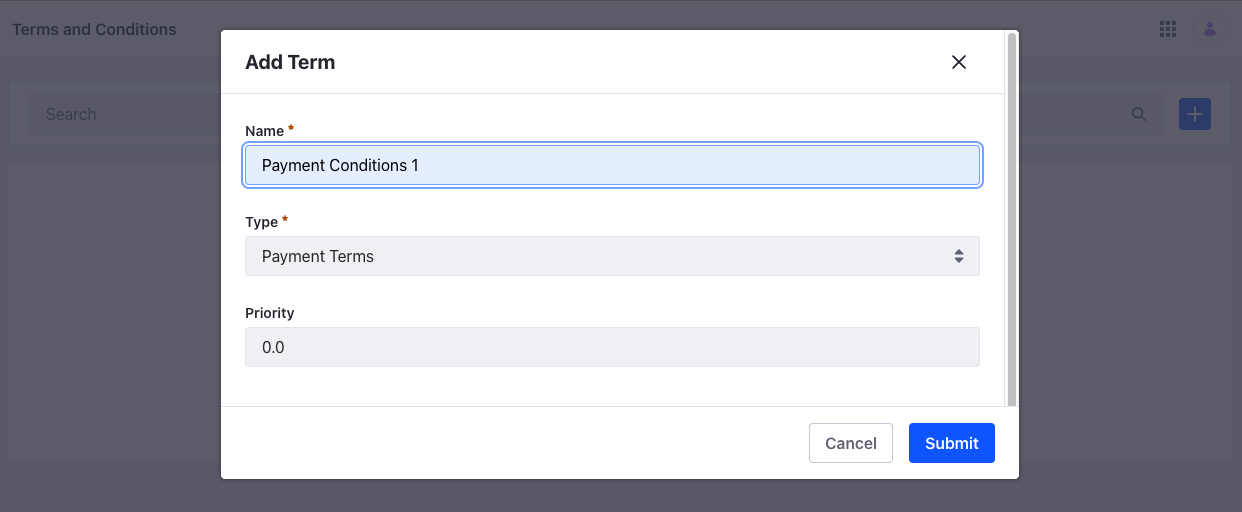 Terms and Conditions
Search
Add Term
Name *
Payment Conditions 1
Type *
Payment Terms
Priority
0.0
Cancel
Submit